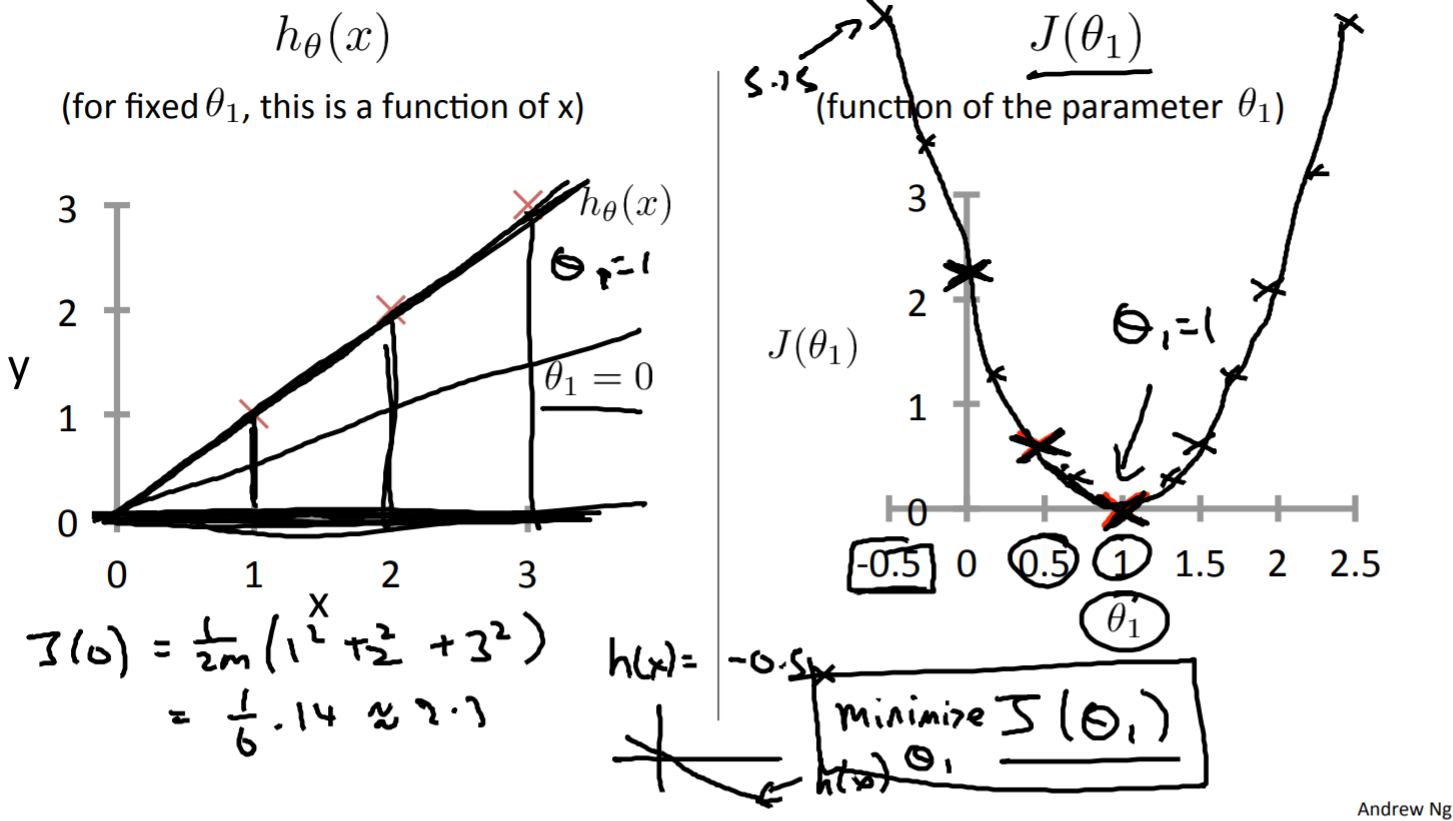 hθ(x)
(for fixed θ₁, this is a function of x)
3
2
1
0
y
0 1 2 3
x
hθ(x)
θ₁=1
θ₁ = 0
J(0) = 1/2m (1² + 2² + 3²)
= 1/6 · 14 ≈ 2.3
h(x) = -0.5x
h(x)
J(θ₁)
5.25
(function of the parameter θ₁)
3
2
1
0
J(θ₁)
θ₁=1
-0.5 0 0.5 1 1.5 2 2.5
θ₁
minimize J(θ₁)
θ₁
Andrew Ng